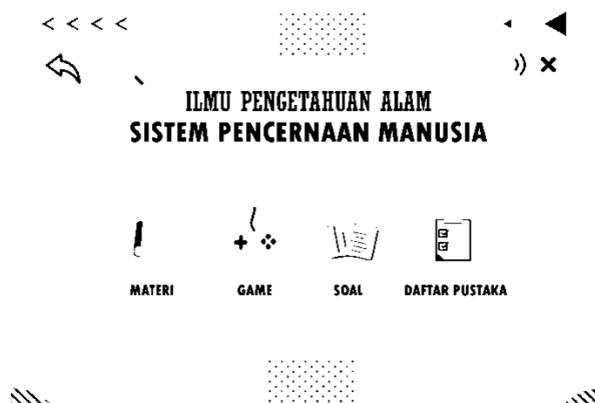 ILMU PENGETAHUAN ALAM
SISTEM PENCERNAAN MANUSIA
MATERI
GAME
SOAL
DAFTAR PUSTAKA